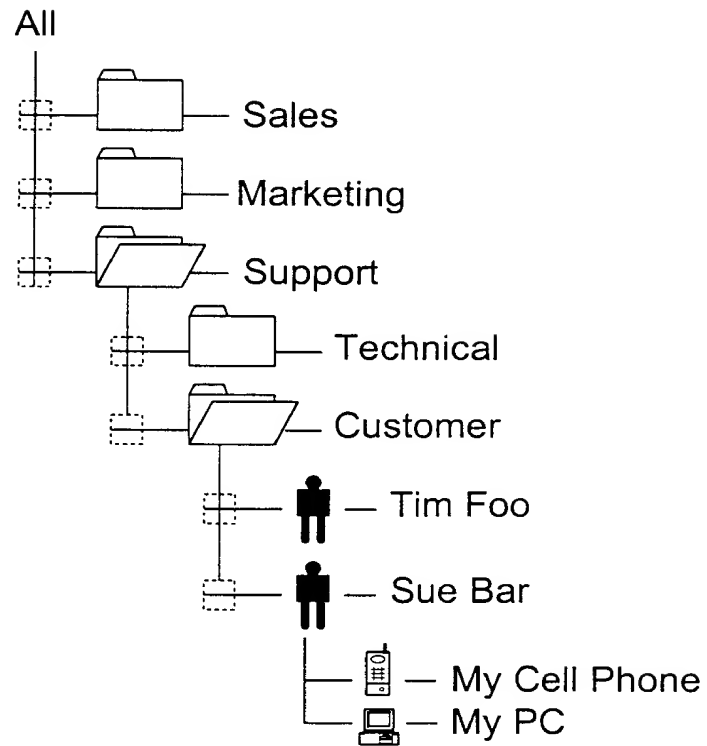 All
Sales
Marketing
Support
Technical
Customer
Tim Foo
Sue Bar
My Cell Phone
My PC